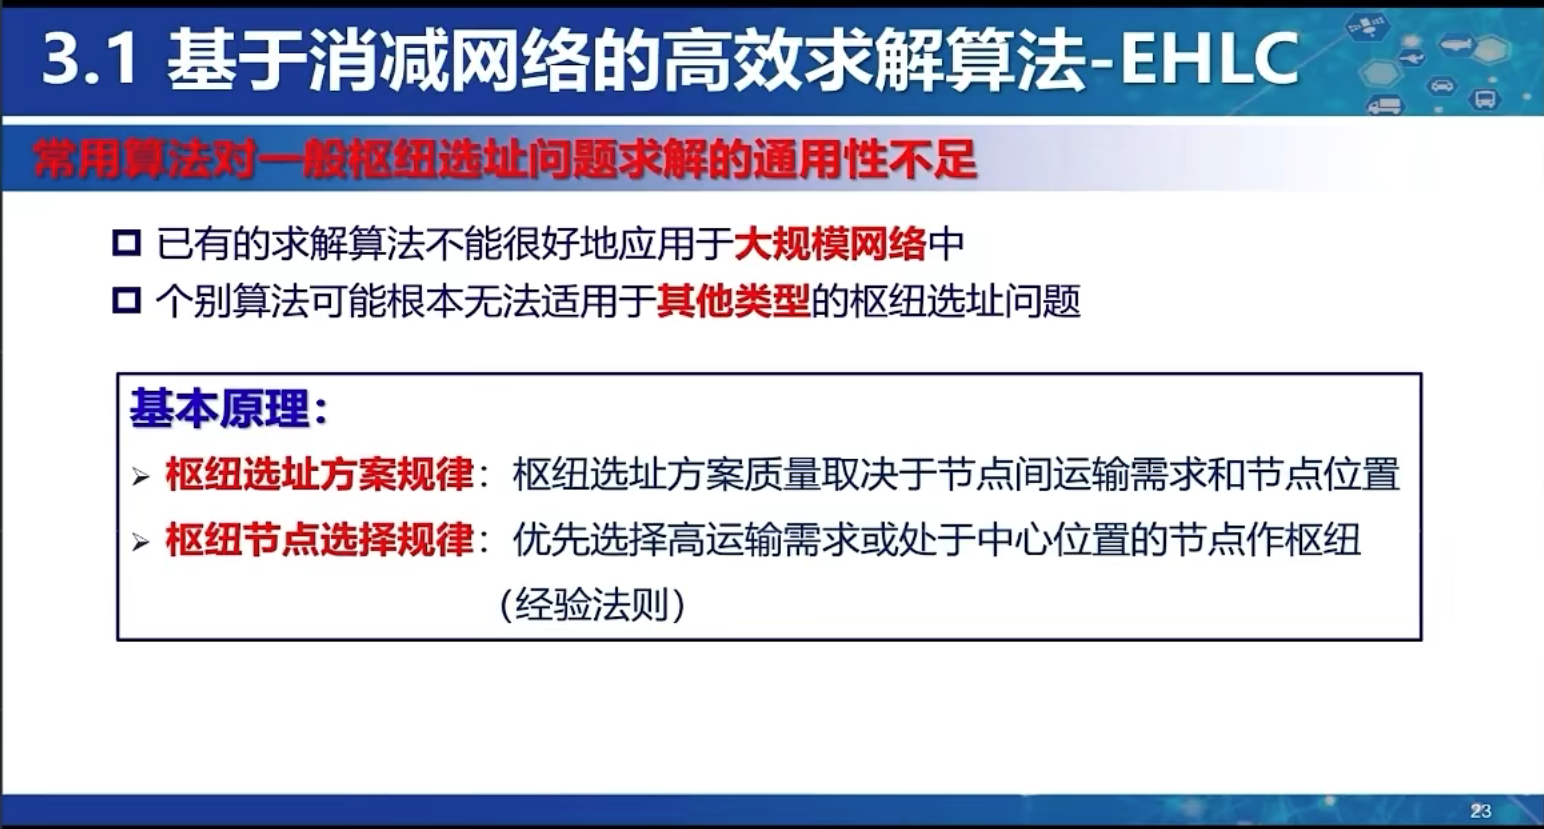 3.1 基于消减网络的高效求解算法-EHLC
常用算法对一般枢纽选址问题求解的通用性不足
已有的求解算法不能很好地应用于大规模网络中
个别算法可能根本无法适用于其他类型的枢纽选址问题
基本原理：
枢纽选址方案规律：枢纽选址方案质量取决于节点间运输需求和节点位置
枢纽节点选择规律：优先选择高运输需求或处于中心位置的节点作枢纽
（经验法则）
23